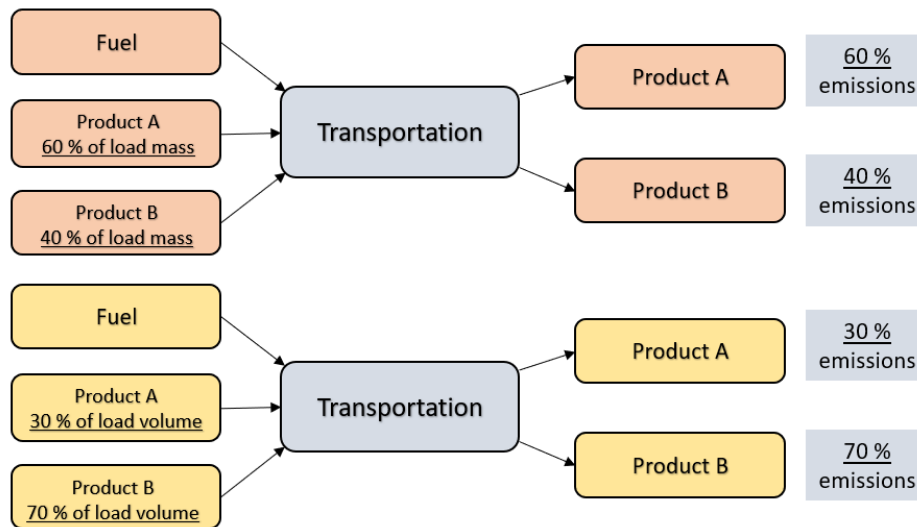 Fuel
Product A
60 % of load mass
Product B
40 % of load mass
Transportation
Product A
60 %
emissions
Product B
40 %
emissions
Fuel
Product A
30 % of load volume
Product B
70 % of load volume
Transportation
Product A
30 %
emissions
Product B
70 %
emissions